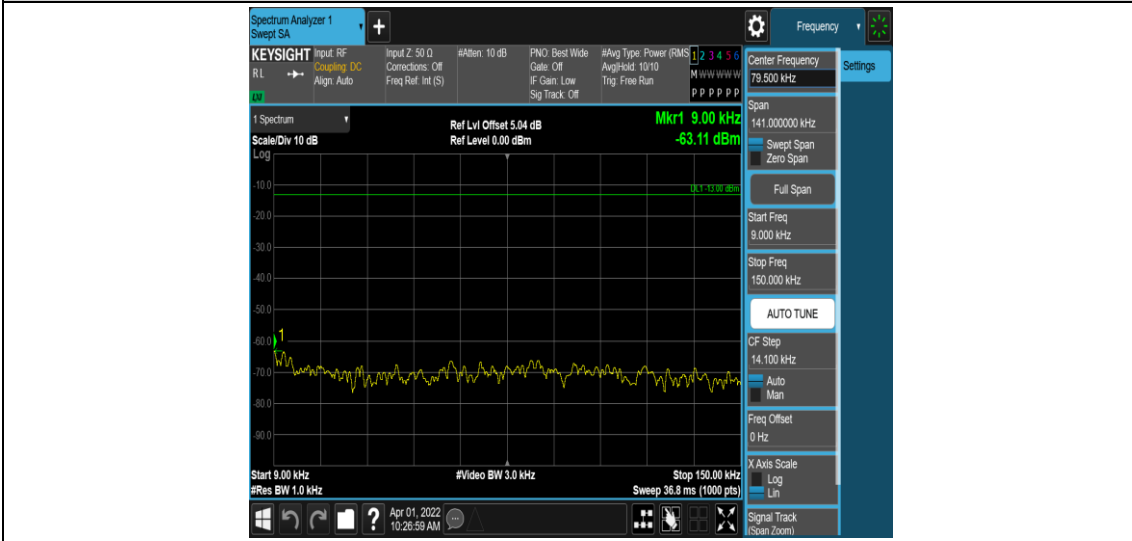 Spectrum Analyzer 1
Swept SA
+
Frequency
KEYSIGHT
RL
Input: RF
Coupling: DC
Align: Auto
Input Z: 50 Ω
Corrections: Off
Freq Ref: Int (S)
#Atten: 10 dB
PNO: Best Wide
Gate: Off
IF Gain: Low
Sig Track: Off
#Avg Type: Power (RMS
Avg|Hold: 10/10
Trig: Free Run
1 2 3 4 5 6
M W W W W W
P P P P P P
1 Spectrum
Scale/Div 10 dB
Log
Ref Lvl Offset 5.04 dB
Ref Level 0.00 dBm
Mkr1 9.00 kHz
-63.11 dBm
DL1 -13.00 dBm
-10.0
-20.0
-30.0
-40.0
-50.0
-60.0
-70.0
-80.0
-90.0
1
Start 9.00 kHz
#Res BW 1.0 kHz
#Video BW 3.0 kHz
Stop 150.00 kHz
Sweep 36.8 ms (1000 pts)
?
Apr 01, 2022
10:26:59 AM
Center Frequency
79.500 kHz
Settings
Span
141.000000 kHz
Swept Span
Zero Span
Full Span
Start Freq
9.000 kHz
Stop Freq
150.000 kHz
AUTO TUNE
CF Step
14.100 kHz
Auto
Man
Freq Offset
0 Hz
X Axis Scale
Log
Lin
Signal Track
(Span Zoom)